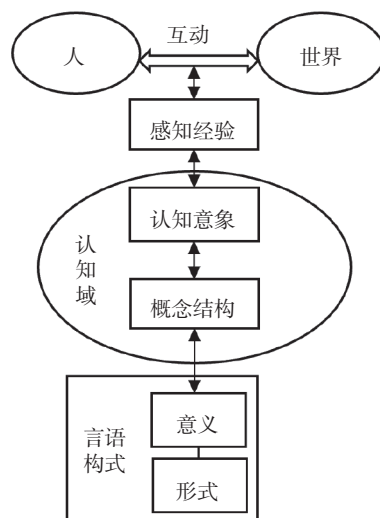 互动
人
世界
感知经验
认知意象
认
知
域
概念结构
意义
言语
构式
形式